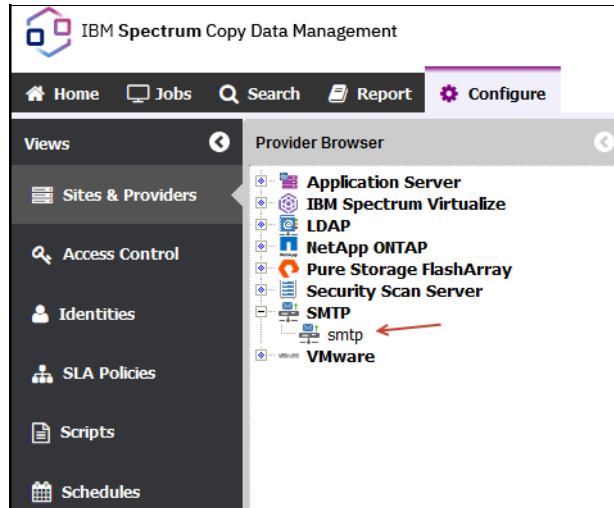 IBM Spectrum Copy Data Management
Home Jobs Search Report Configure
Views
Sites & Providers
Access Control
Identities
SLA Policies
Scripts
Schedules
Provider Browser
Application Server
IBM Spectrum Virtualize
LDAP
NetApp ONTAP
Pure Storage FlashArray
Security Scan Server
SMTP
smtp
vmware VMware